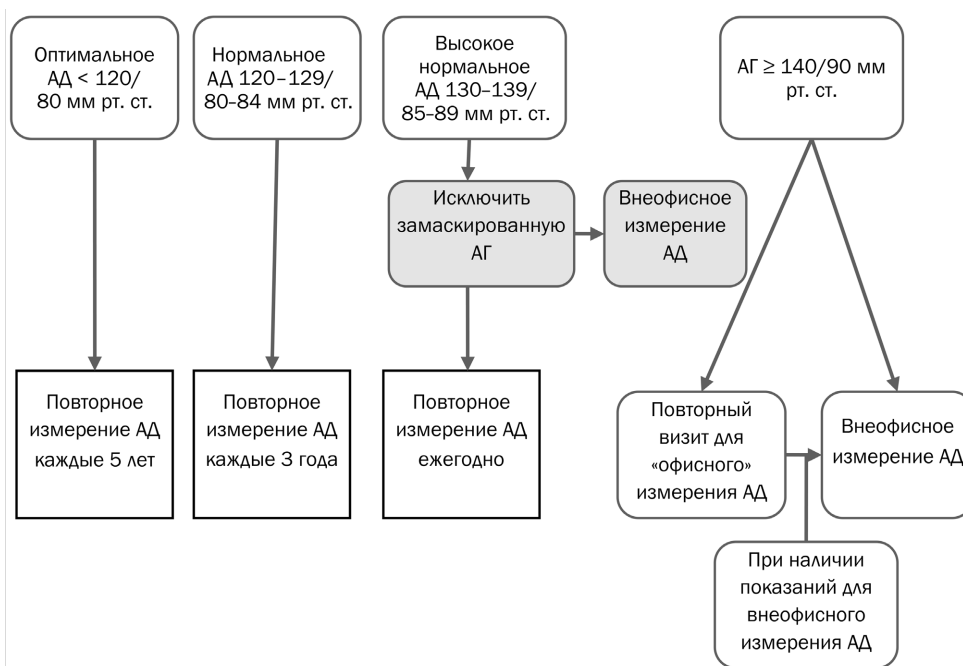 Оптимальное
АД < 120/
80 мм рт. ст.
Нормальное
АД 120–129/
80–84 мм рт. ст.
Высокое
нормальное
АД 130–139/
85–89 мм рт. ст.
АГ ≥ 140/90 мм
рт. ст.
Исключить
замаскированную
АГ
Внеофисное
измерение
АД
Повторное
измерение АД
каждые 5 лет
Повторное
измерение АД
каждые 3 года
Повторное
измерение АД
ежегодно
Повторный
визит для
«офисного»
измерения АД
Внеофисное
измерение АД
При наличии
показаний для
внеофисного
измерения АД